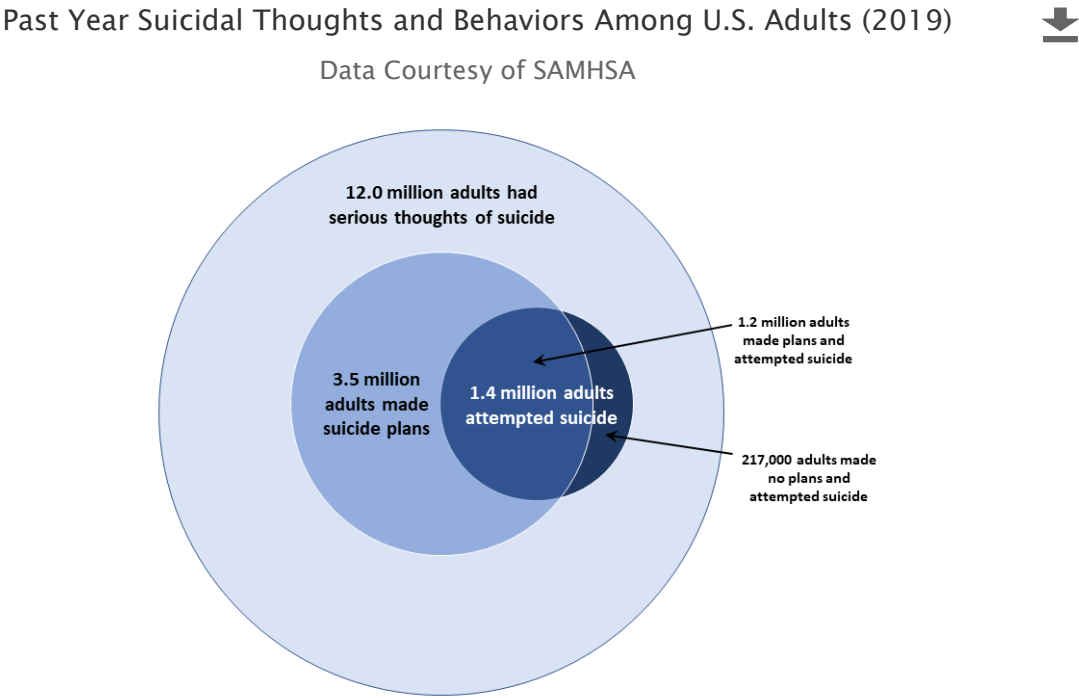 Past Year Suicidal Thoughts and Behaviors Among U.S. Adults (2019)
Data Courtesy of SAMHSA
12.0 million adults had
serious thoughts of suicide
1.2 million adults
made plans and
attempted suicide
3.5 million
adults made
suicide plans
1.4 million adults
attempted suicide
217,000 adults made
no plans and
attempted suicide